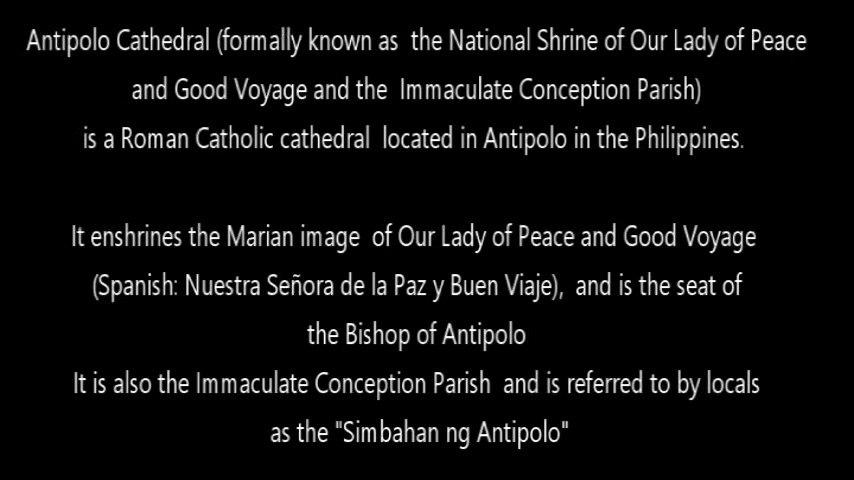 Antipolo Cathedral (formally known as the National Shrine of Our Lady of Peace
and Good Voyage and the Immaculate Conception Parish)
is a Roman Catholic cathedral located in Antipolo in the Philippines.
It enshrines the Marian image of Our Lady of Peace and Good Voyage
(Spanish: Nuestra Señora de la Paz y Buen Viaje), and is the seat of
the Bishop of Antipolo
It is also the Immaculate Conception Parish and is referred to by locals
as the "Simbahan ng Antipolo"